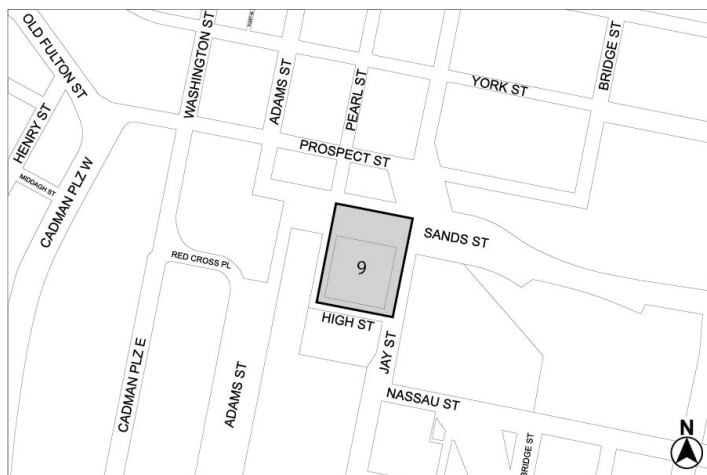 OLD FULTON ST
WASHINGTON ST
ADAMS ST
PEARL ST
YORK ST
BRIDGE ST
HENRY ST
PROSPECT ST
MIDDAGH ST
CADMAN PLZ W
SANDS ST
RED CROSS PL
9
HIGH ST
JAY ST
CADMAN PLZ E
ADAMS ST
NASSAU ST
BRIDGE ST
N